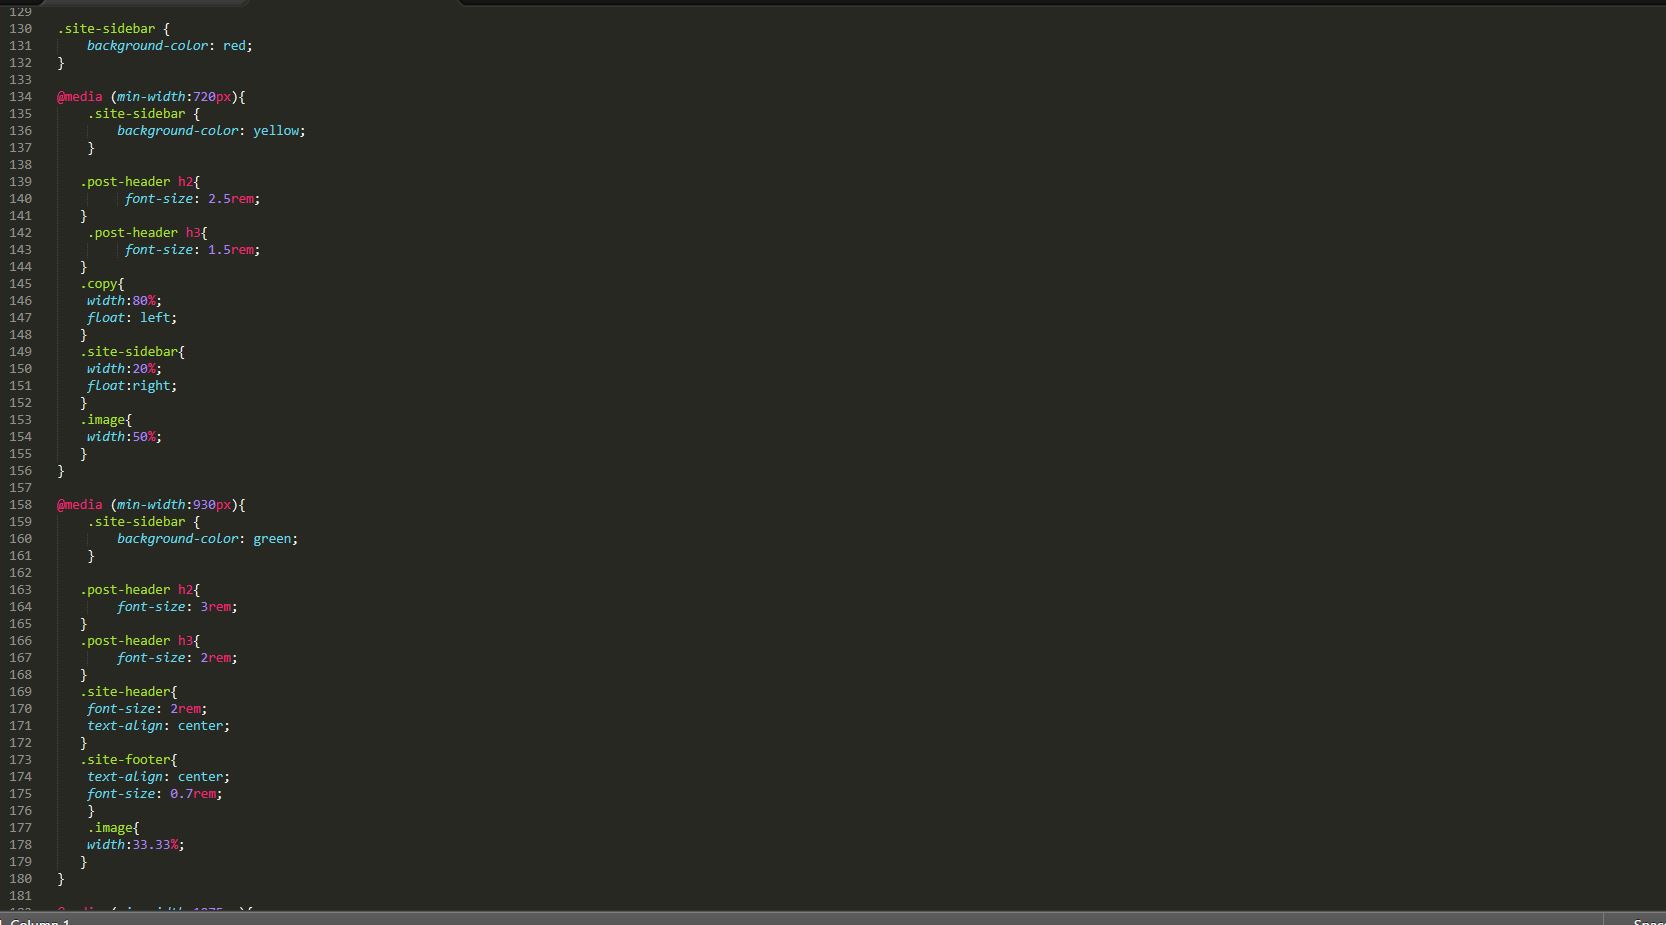 129
130 .site-sidebar {
131 background-color: red;
132 }
133
134 @media (min-width:720px){
135 .site-sidebar {
136 background-color: yellow;
137 }
138
139 .post-header h2{
140 font-size: 2.5rem;
141 }
142 .post-header h3{
143 font-size: 1.5rem;
144 }
145 .copy{
146 width:80%;
147 float: left;
148 }
149 .site-sidebar{
150 width:20%;
151 float:right;
152 }
153 .image{
154 width:50%;
155 }
156 }
157
158 @media (min-width:930px){
159 .site-sidebar {
160 background-color: green;
161 }
162
163 .post-header h2{
164 font-size: 3rem;
165 }
166 .post-header h3{
167 font-size: 2rem;
168 }
169 .site-header{
170 font-size: 2rem;
171 text-align: center;
172 }
173 .site-footer{
174 text-align: center;
175 font-size: 0.7rem;
176 }
177 .image{
178 width:33.33%;
179 }
180 }
181
Column 1